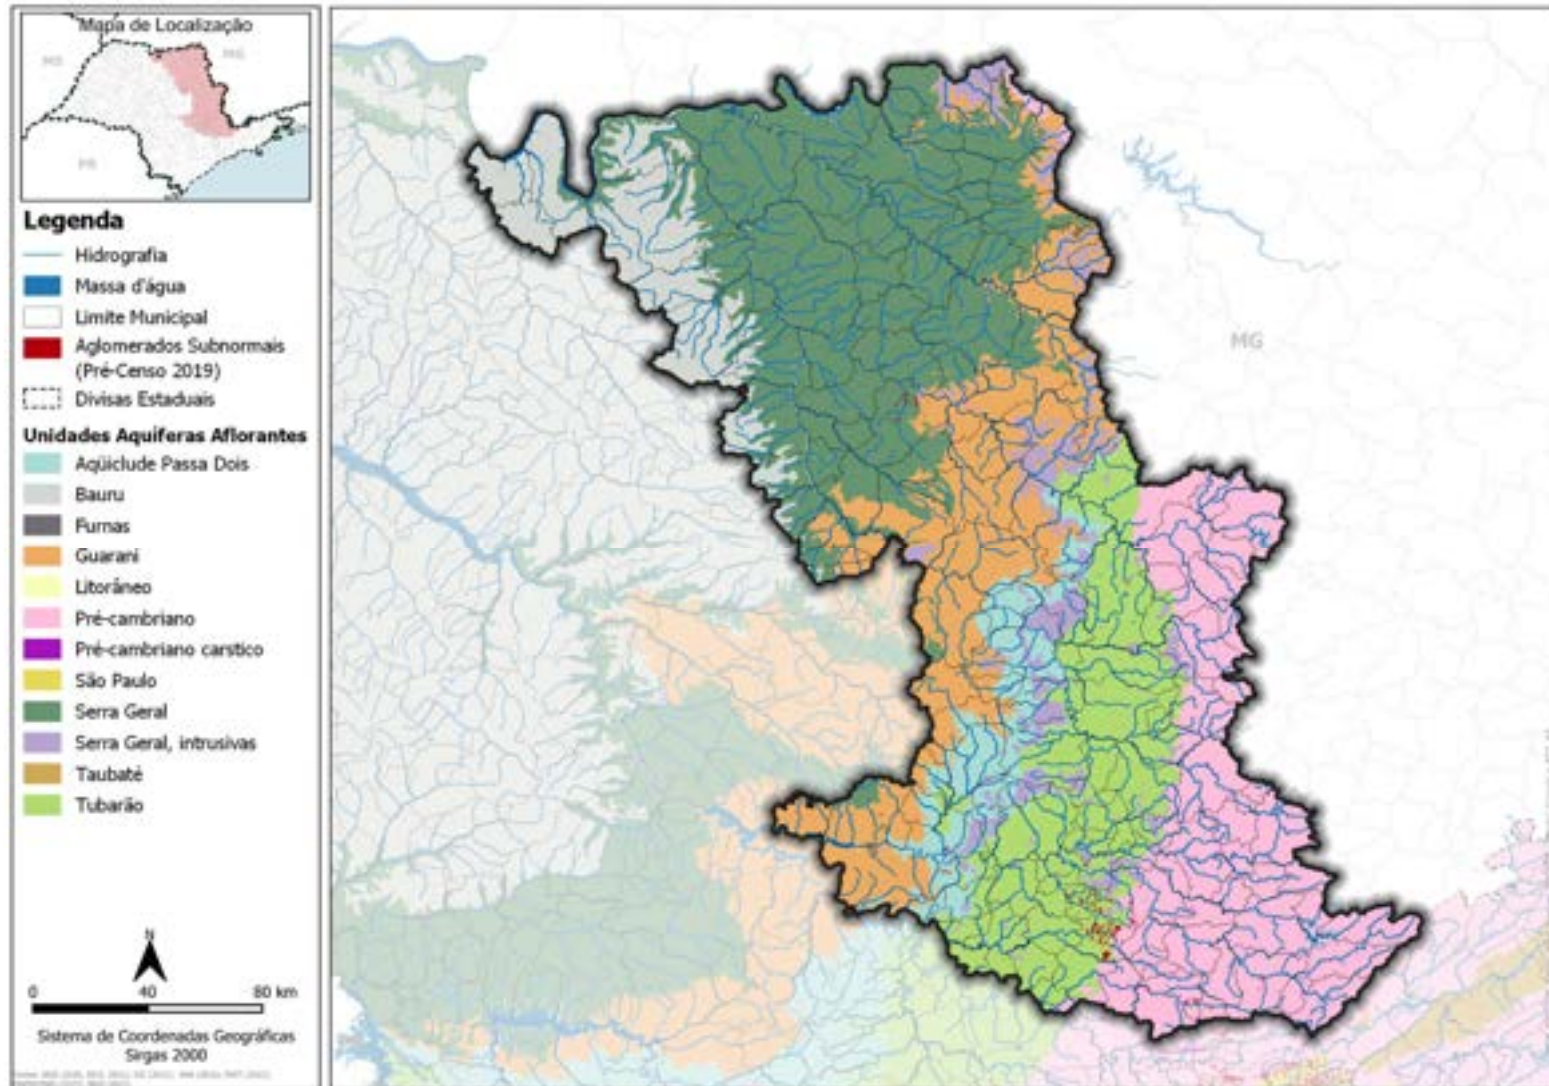 Mapa de Localização
MS
MG
PR
Legenda
Hidrografia
Massa d'água
Limite Municipal
Aglomerados Subnormais
(Pré-Censo 2019)
Divisas Estaduais
Unidades Aquíferas Aflorantes
Aqüiclude Passa Dois
Bauru
Furnas
Guarani
Litorâneo
Pré-cambriano
Pré-cambriano carstico
São Paulo
Serra Geral
Serra Geral, intrusivas
Taubaté
Tubarão
N
0 40 80 km
Sistema de Coordenadas Geográficas
Sirgas 2000
MG